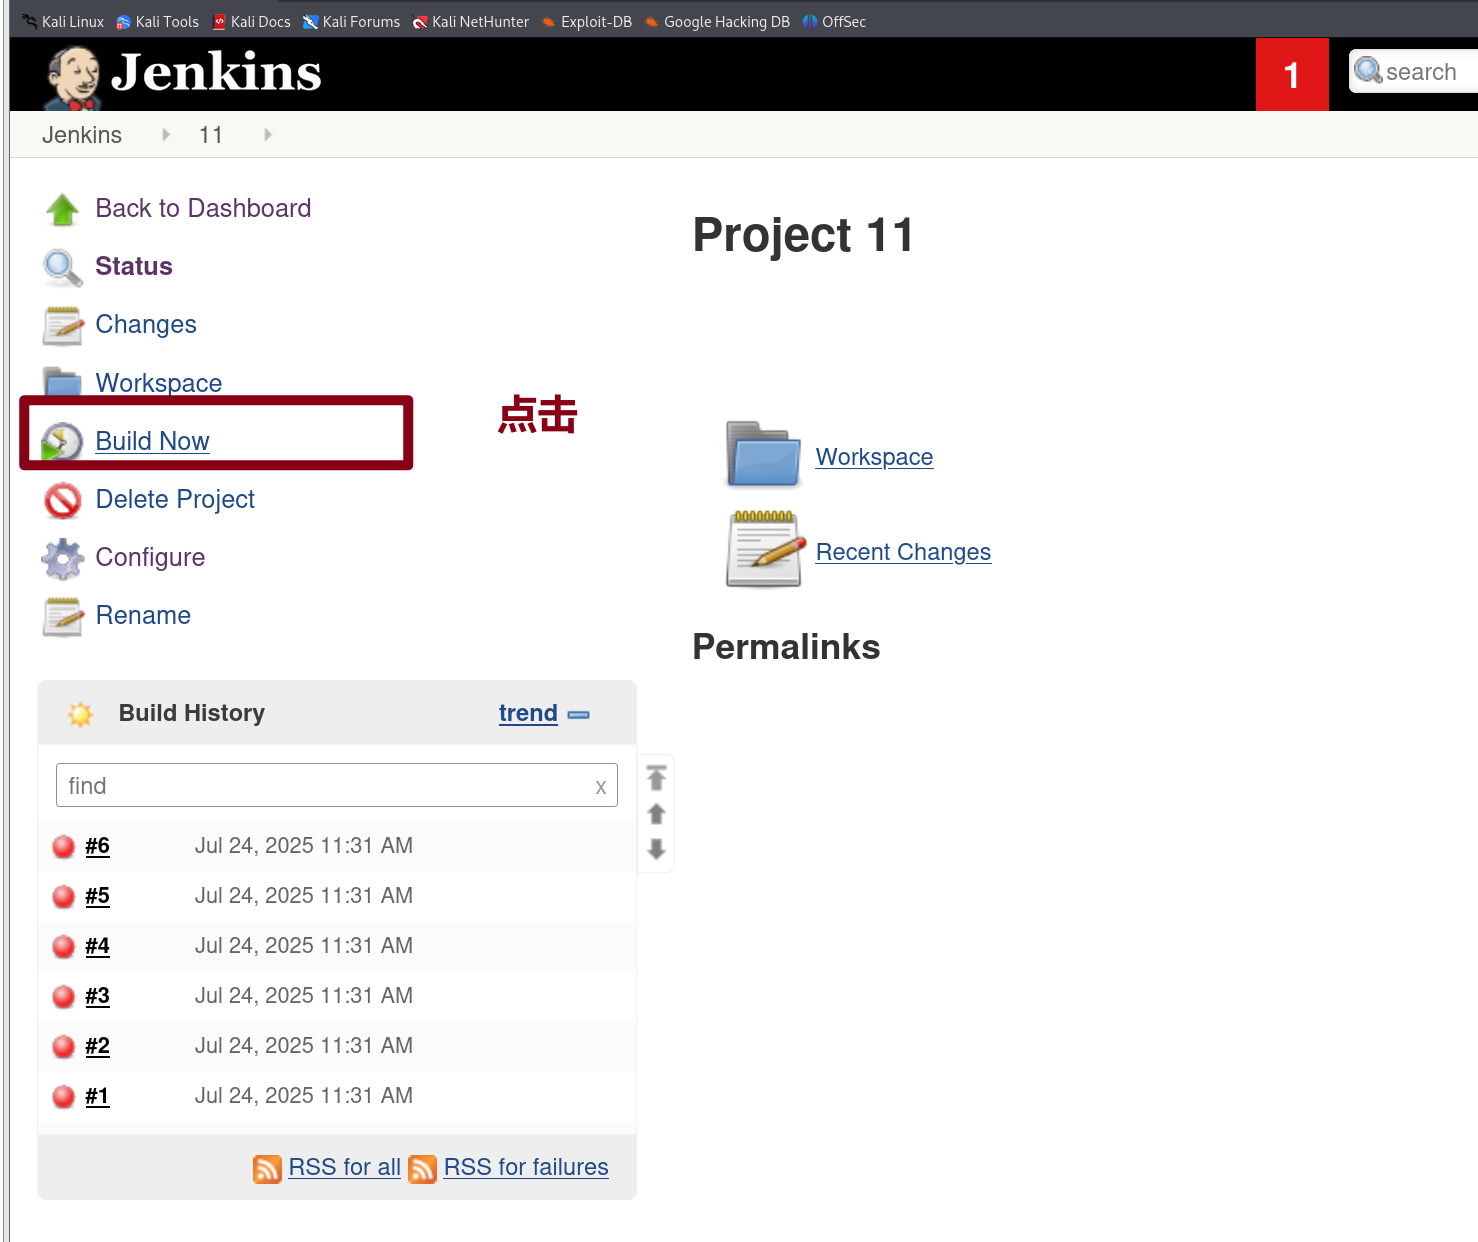 Kali Linux Kali Tools Kali Docs Kali Forums Kali NetHunter Exploit-DB Google Hacking DB OffSec
Jenkins 1 search
Jenkins 11
Back to Dashboard
Status
Changes
Workspace
Build Now
Delete Project
Configure
Rename
点击
Project 11
Workspace
Recent Changes
Permalinks
Build History trend
find x
#6 Jul 24, 2025 11:31 AM
#5 Jul 24, 2025 11:31 AM
#4 Jul 24, 2025 11:31 AM
#3 Jul 24, 2025 11:31 AM
#2 Jul 24, 2025 11:31 AM
#1 Jul 24, 2025 11:31 AM
RSS for all RSS for failures